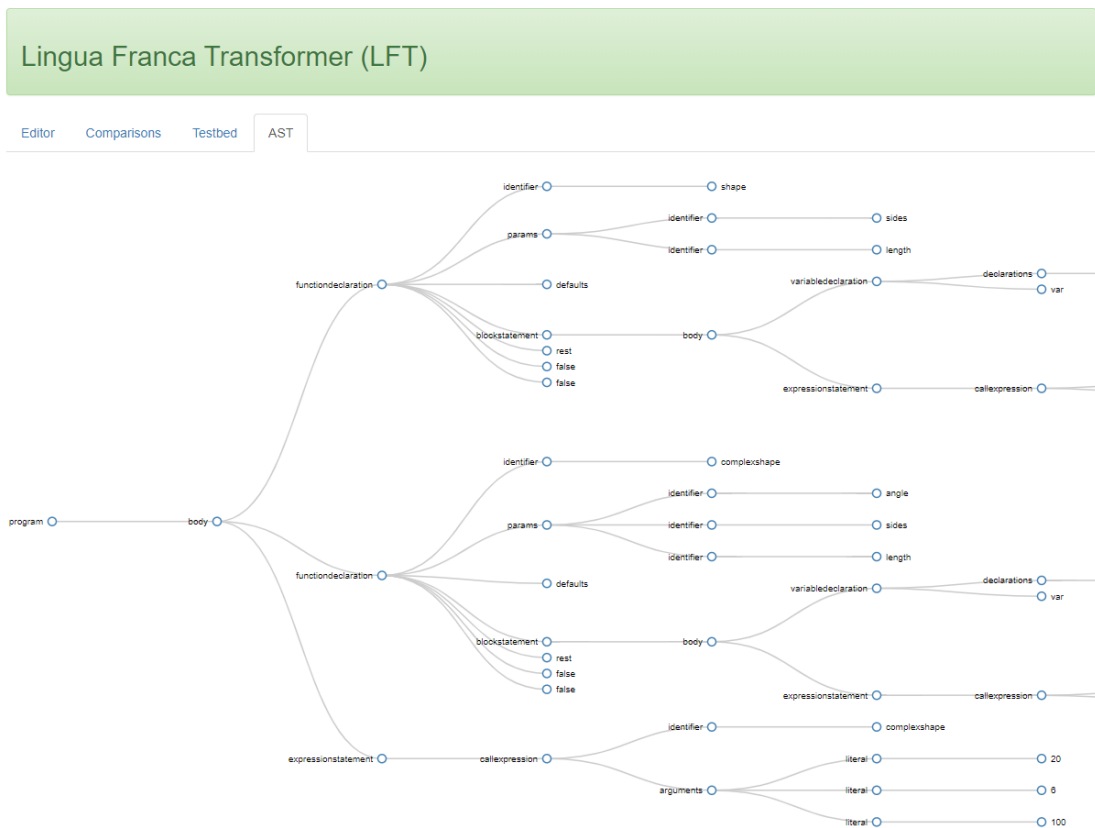 Lingua Franca Transformer (LFT)
Editor Comparisons Testbed AST
identifier shape
identifier sides
params
identifier length
declarations
variabledeclaration
functiondeclaration defaults
var
blockstatement body
rest
false
false
expressionstatement callexpression
identifier complexshape
identifier angle
program body params identifier sides
identifier length
functiondeclaration
declarations
defaults
variabledeclaration
var
blockstatement body
rest
false
false
expressionstatement callexpression
identifier complexshape
expressionstatement callexpression literal 20
arguments literal 6
literal 100